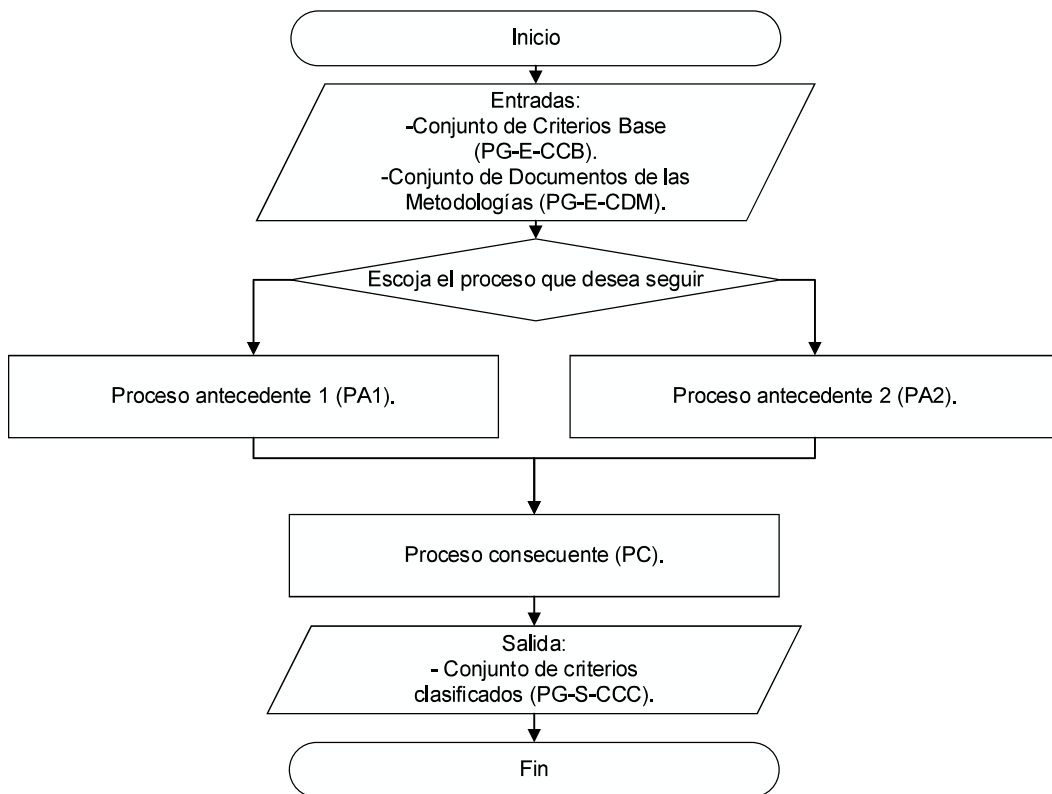 Inicio
Entradas:
-Conjunto de Criterios Base
(PG-E-CCB).
-Conjunto de Documentos de las
Metodologías (PG-E-CDM).
Escoja el proceso que desea seguir
Proceso antecedente 1 (PA1).
Proceso antecedente 2 (PA2).
Proceso consecuente (PC).
Salida:
- Conjunto de criterios
clasificados (PG-S-CCC).
Fin